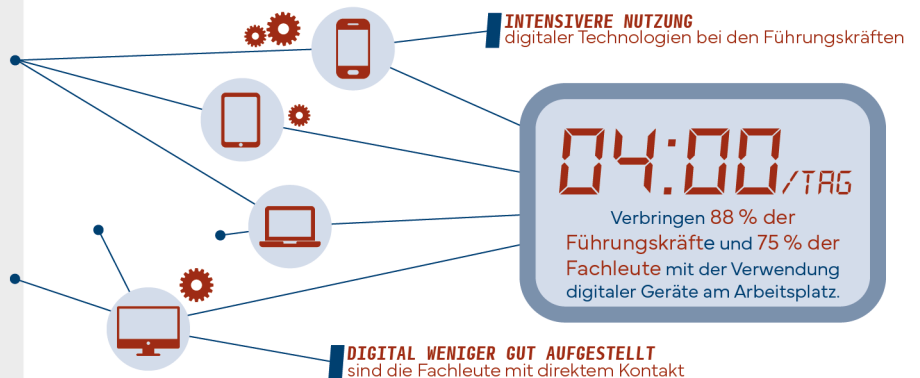 INTENSIVERE NUTZUNG
digitaler Technologien bei den Führungskräften
04:00/TAG
Verbringen 88 % der
Führungskräfte und 75 % der
Fachleute mit der Verwendung
digitaler Geräte am Arbeitsplatz.
DIGITAL WENIGER GUT AUFGESTELLT
sind die Fachleute mit direktem Kontakt